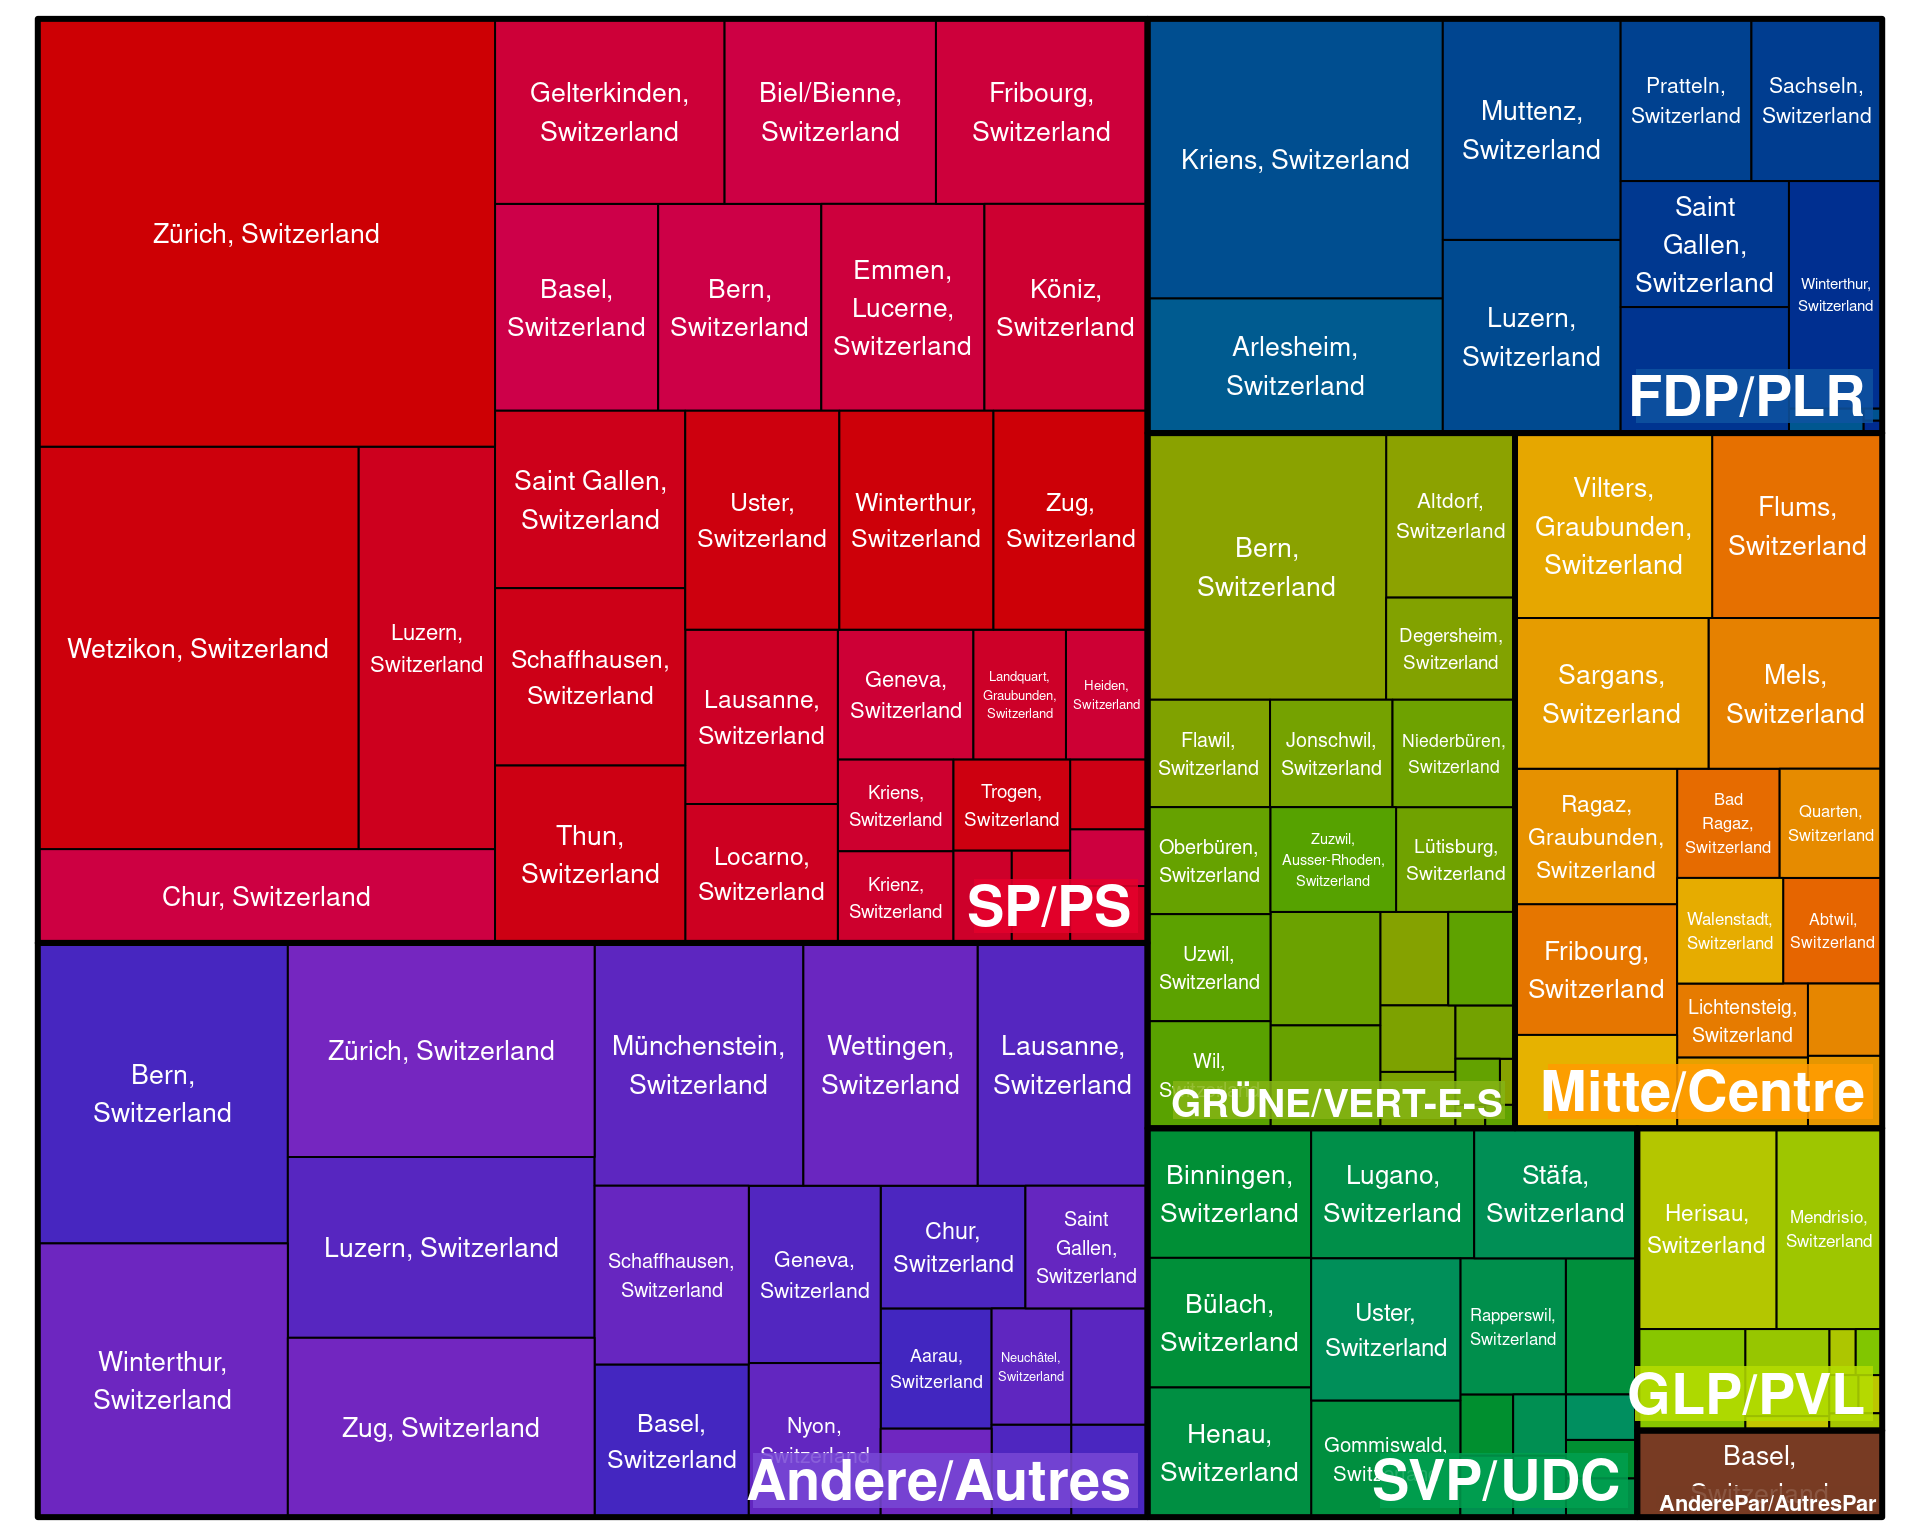 Zürich, Switzerland
Wetzikon, Switzerland
Luzern,
Switzerland
Chur, Switzerland
Gelterkinden,
Switzerland
Biel/Bienne,
Switzerland
Fribourg,
Switzerland
Basel,
Switzerland
Bern,
Switzerland
Emmen,
Lucerne,
Switzerland
Köniz,
Switzerland
Saint Gallen,
Switzerland
Schaffhausen,
Switzerland
Thun,
Switzerland
Uster,
Switzerland
Winterthur,
Switzerland
Zug,
Switzerland
Lausanne,
Switzerland
Locarno,
Switzerland
Geneva,
Switzerland
Landquart,
Graubunden,
Switzerland
Heiden,
Switzerland
Kriens,
Switzerland
Krienz,
Switzerland
Trogen,
Switzerland
SP/PS
Kriens, Switzerland
Arlesheim,
Switzerland
Muttenz,
Switzerland
Luzern,
Switzerland
Pratteln,
Switzerland
Sachseln,
Switzerland
Saint
Gallen,
Switzerland
Winterthur,
Switzerland
FDP/PLR
Bern,
Switzerland
Altdorf,
Switzerland
Degersheim,
Switzerland
Flawil,
Switzerland
Jonschwil,
Switzerland
Niederbüren,
Switzerland
Oberbüren,
Switzerland
Zuzwil,
Ausser-Rhoden,
Switzerland
Lütisburg,
Switzerland
Uzwil,
Switzerland
Wil,
Switzerland
GRÜNE/VERT-E-S
Vilters,
Graubunden,
Switzerland
Flums,
Switzerland
Sargans,
Switzerland
Mels,
Switzerland
Ragaz,
Graubunden,
Switzerland
Bad
Ragaz,
Switzerland
Quarten,
Switzerland
Walenstadt,
Switzerland
Abtwil,
Switzerland
Fribourg,
Switzerland
Lichtensteig,
Switzerland
Mitte/Centre
Bern,
Switzerland
Winterthur,
Switzerland
Zürich, Switzerland
Luzern, Switzerland
Zug, Switzerland
Münchenstein,
Switzerland
Wettingen,
Switzerland
Lausanne,
Switzerland
Schaffhausen,
Switzerland
Basel,
Switzerland
Geneva,
Switzerland
Nyon,
Switzerland
Chur,
Switzerland
Saint
Gallen,
Switzerland
Aarau,
Switzerland
Neuchâtel,
Switzerland
Andere/Autres
Binningen,
Switzerland
Lugano,
Switzerland
Stäfa,
Switzerland
Bülach,
Switzerland
Uster,
Switzerland
Rapperswil,
Switzerland
Henau,
Switzerland
Gommiswald,
Switzerland
SVP/UDC
Herisau,
Switzerland
Mendrisio,
Switzerland
GLP/PVL
Basel,
Switzerland
AnderePar/AutresPar